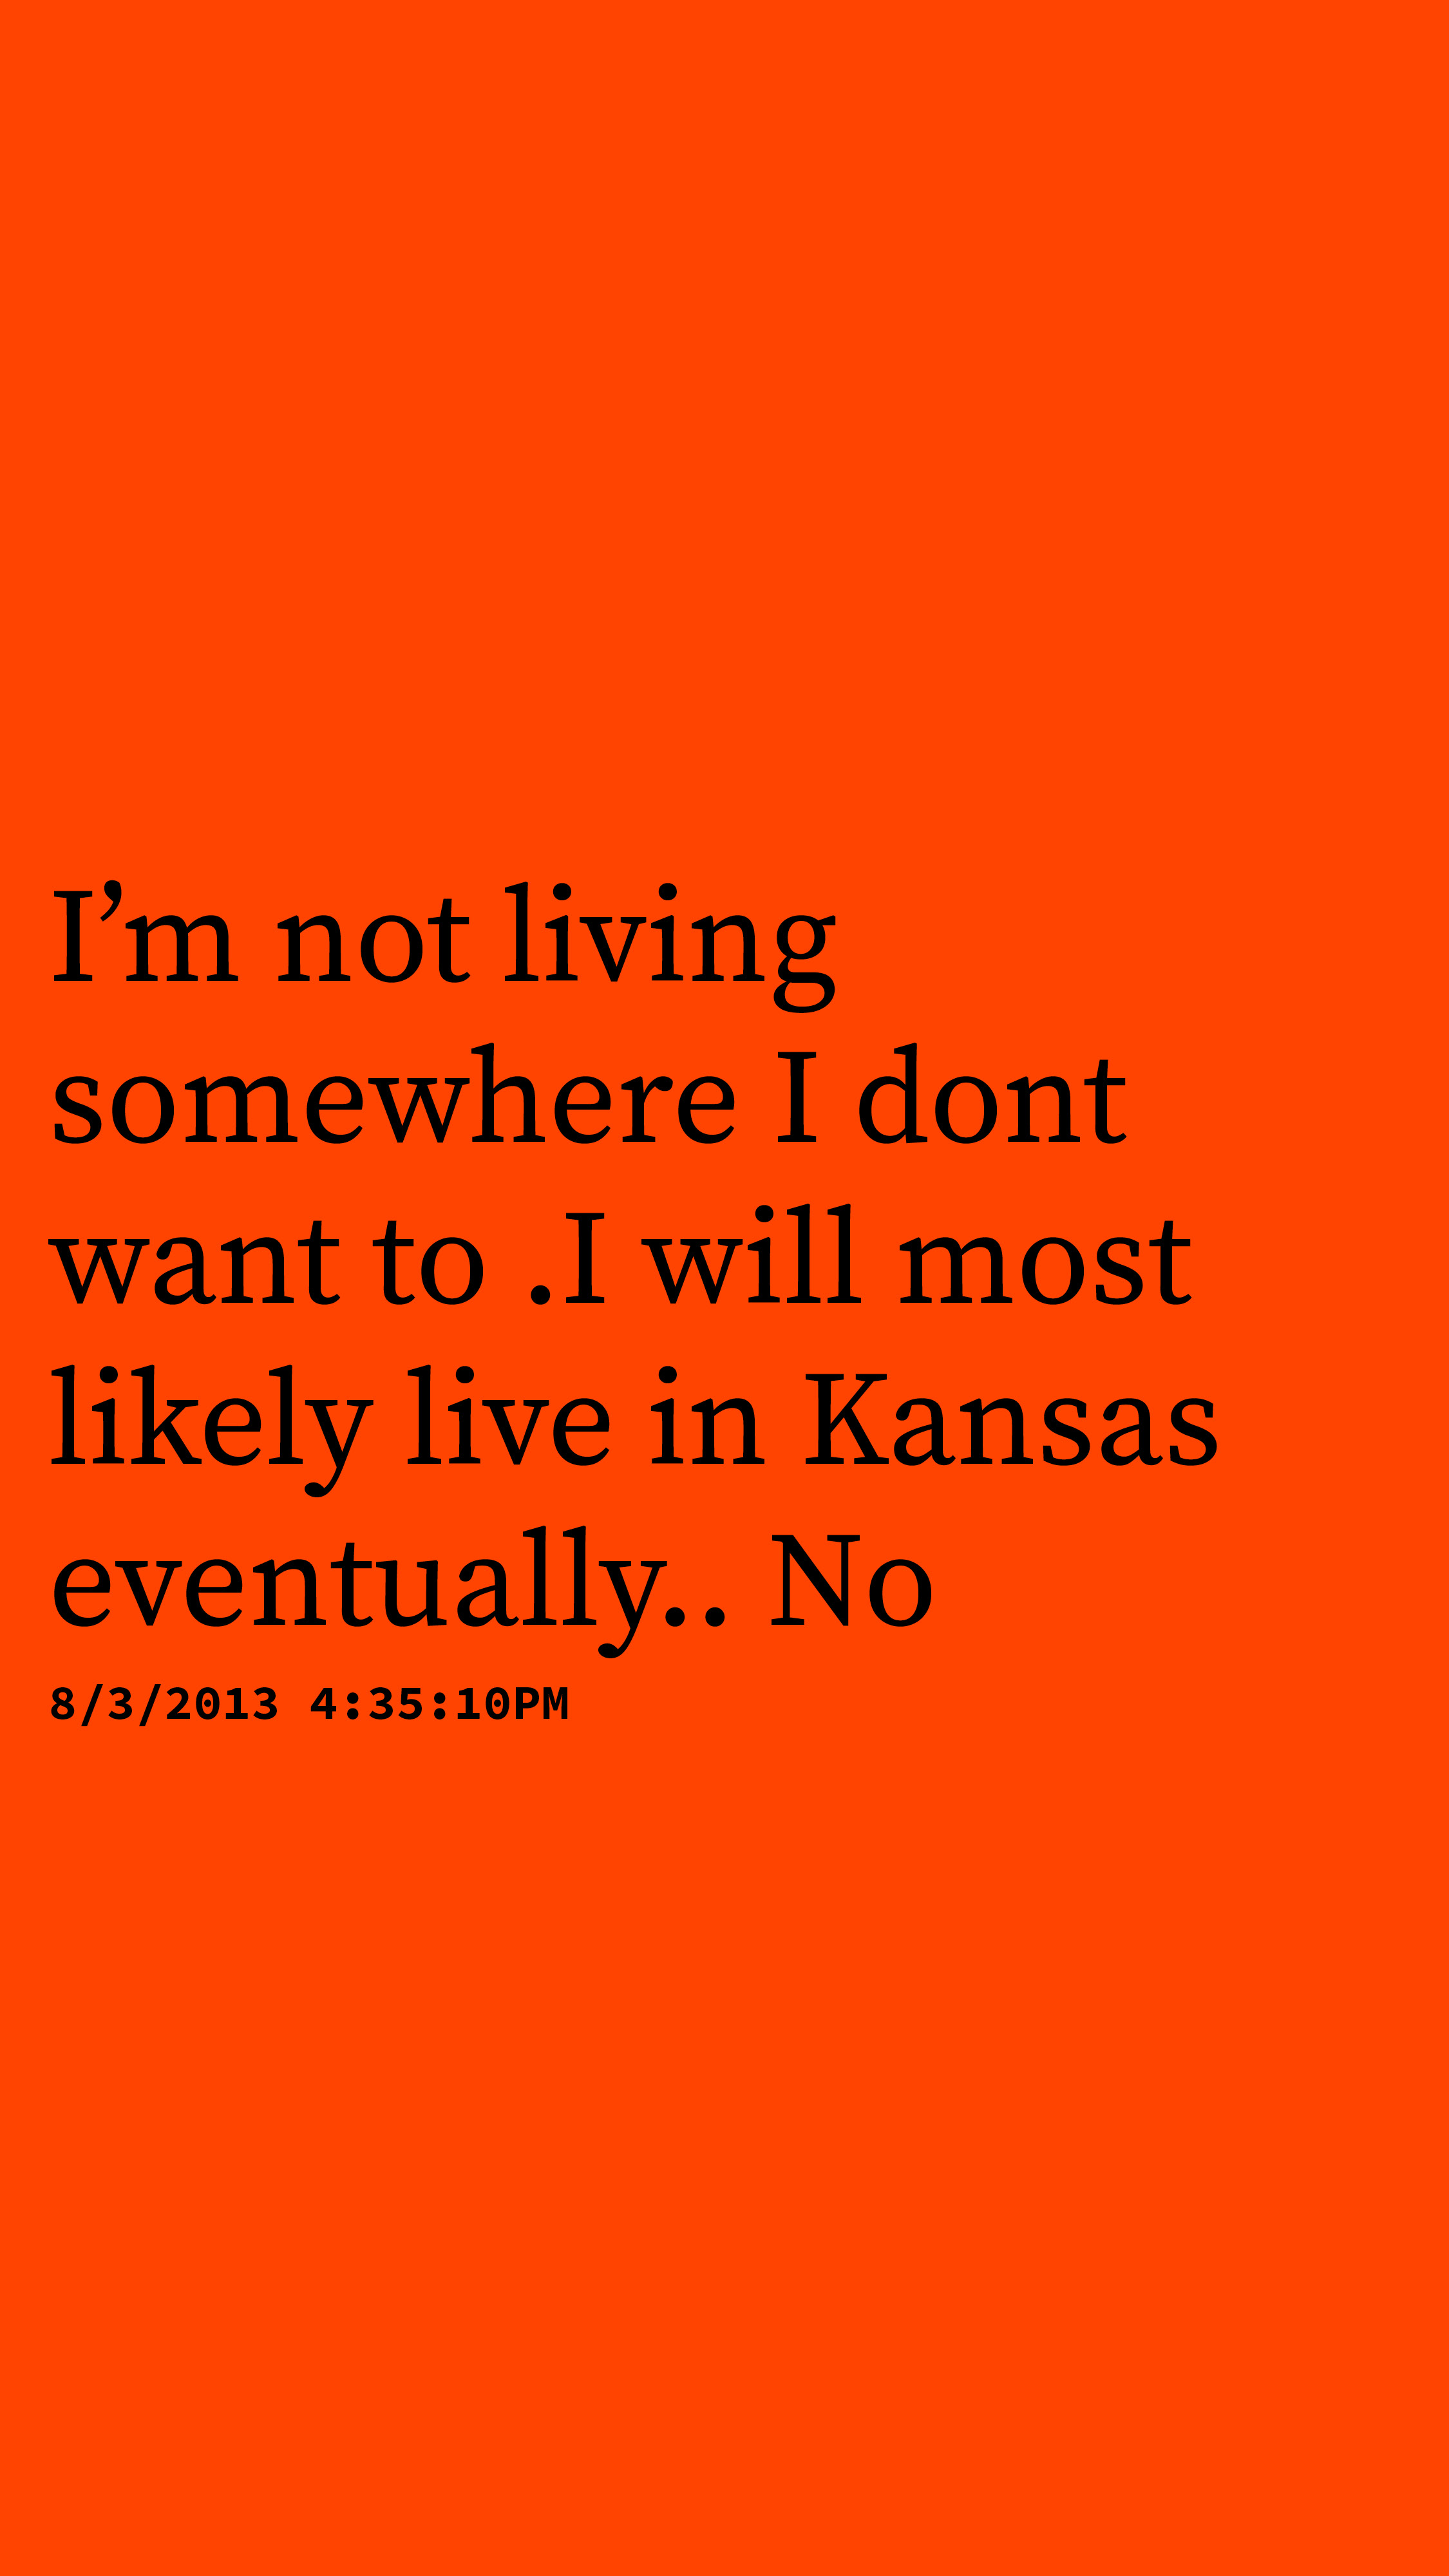 I’m not living
somewhere I dont
want to .I will most
likely live in Kansas
eventually.. No
8/3/2013 4:35:10PM